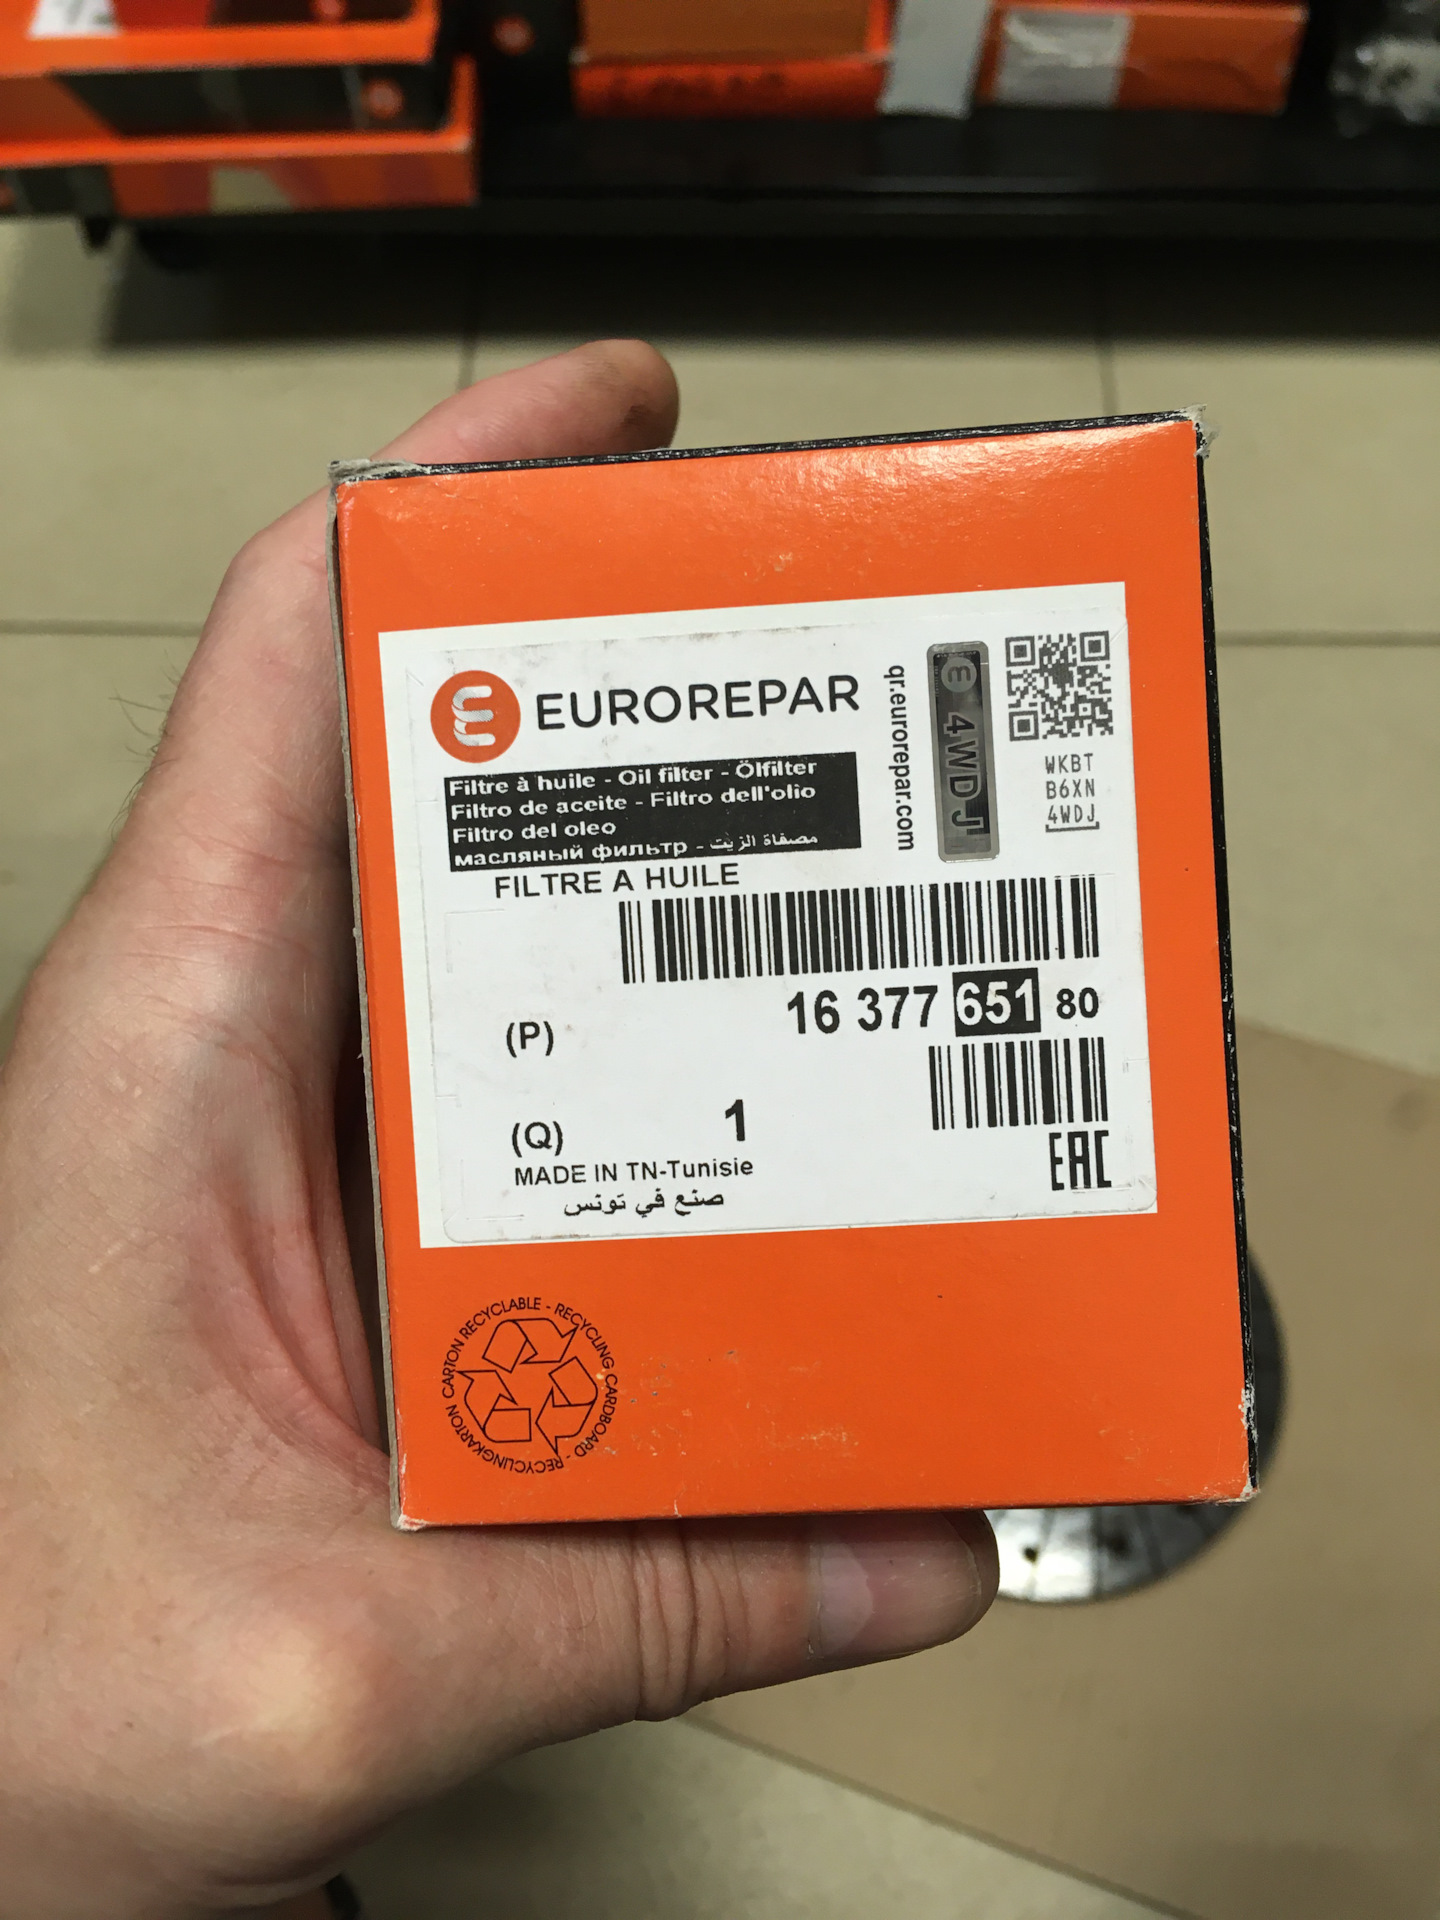 EUROREPAR
qr.eurorepar.com
4WDJ
WKBT
B6XN
4WDJ
Filtre à huile - Oil filter - Ölfilter
Filtro de aceite - Filtro dell'olio
Filtro del oleo
масляный фильтр - مصفاة الزيت
FILTRE A HUILE
(P) 16 377 651 80
(Q) 1
MADE IN TN-Tunisie
صنع في تونس
EAC
CARTON RECYCLABLE - RECYCLING CARDBOARD - RECYCLINGKARTON